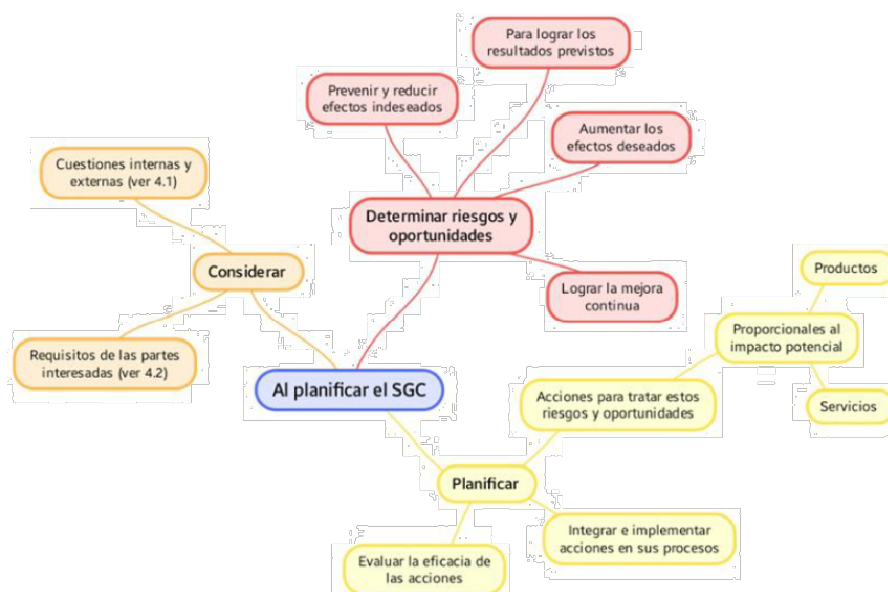 Para lograr los
resultados previstos
Prevenir y reducir
efectos indeseados
Aumentar los
efectos deseados
Cuestiones internas y
externas (ver 4.1)
Determinar riesgos y
oportunidades
Considerar
Productos
Lograr la mejora
continua
Proporcionales al
impacto potencial
Requisitos de las partes
interesadas (ver 4.2)
Al planificar el SGC
Acciones para tratar estos
riesgos y oportunidades
Servicios
Planificar
Integrar e implementar
acciones en sus procesos
Evaluar la eficacia de
las acciones